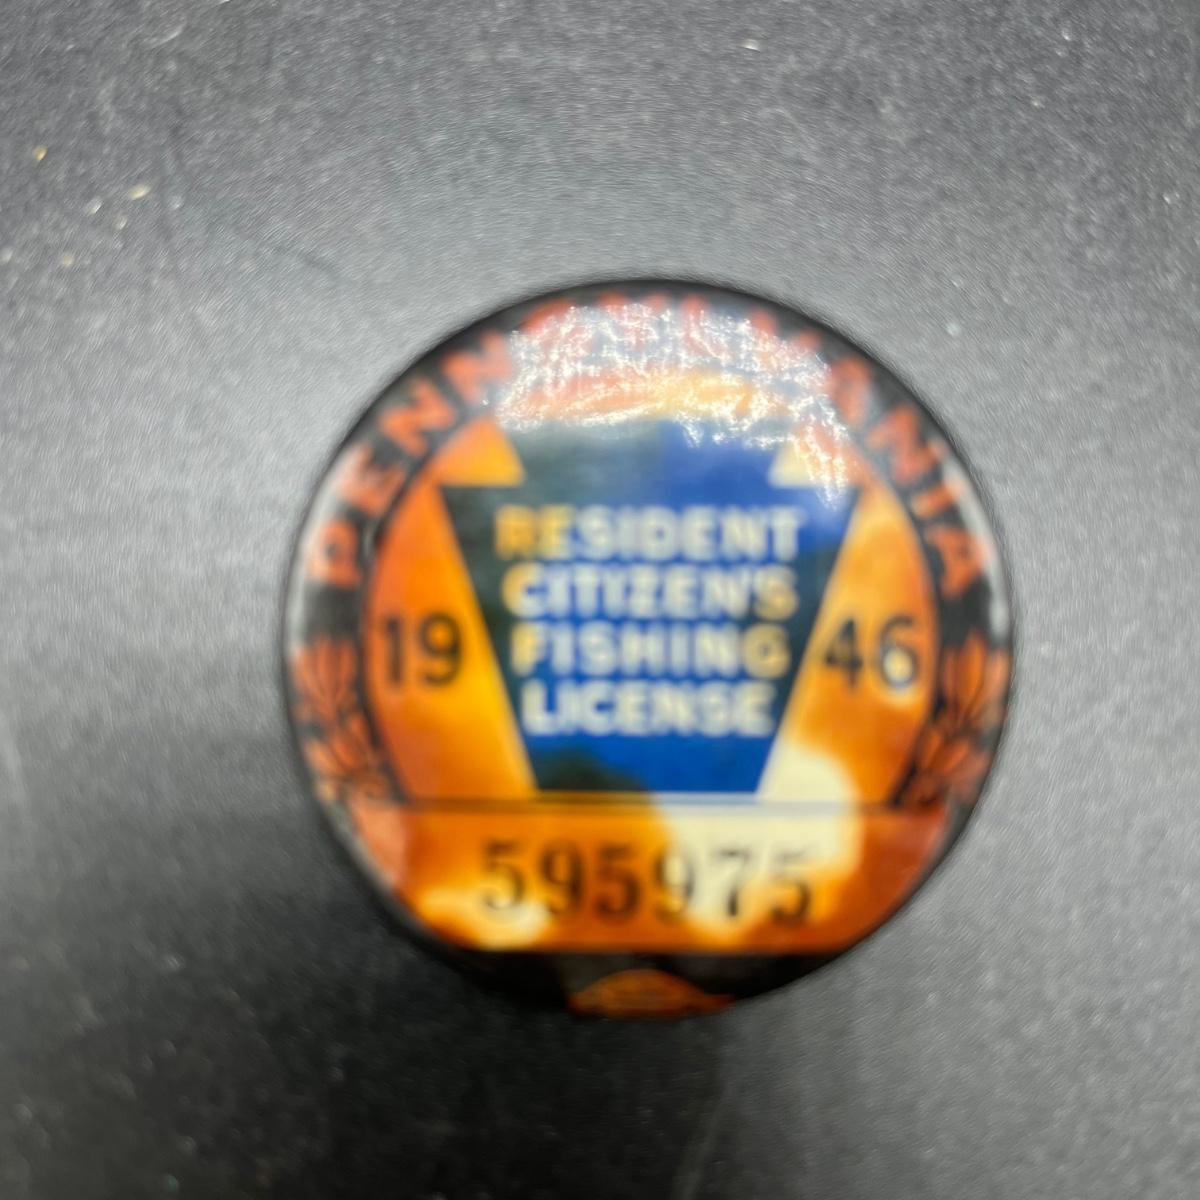 PENNSYLVANIA
19 46
RESIDENT
CITIZEN'S
FISHING
LICENSE
595975